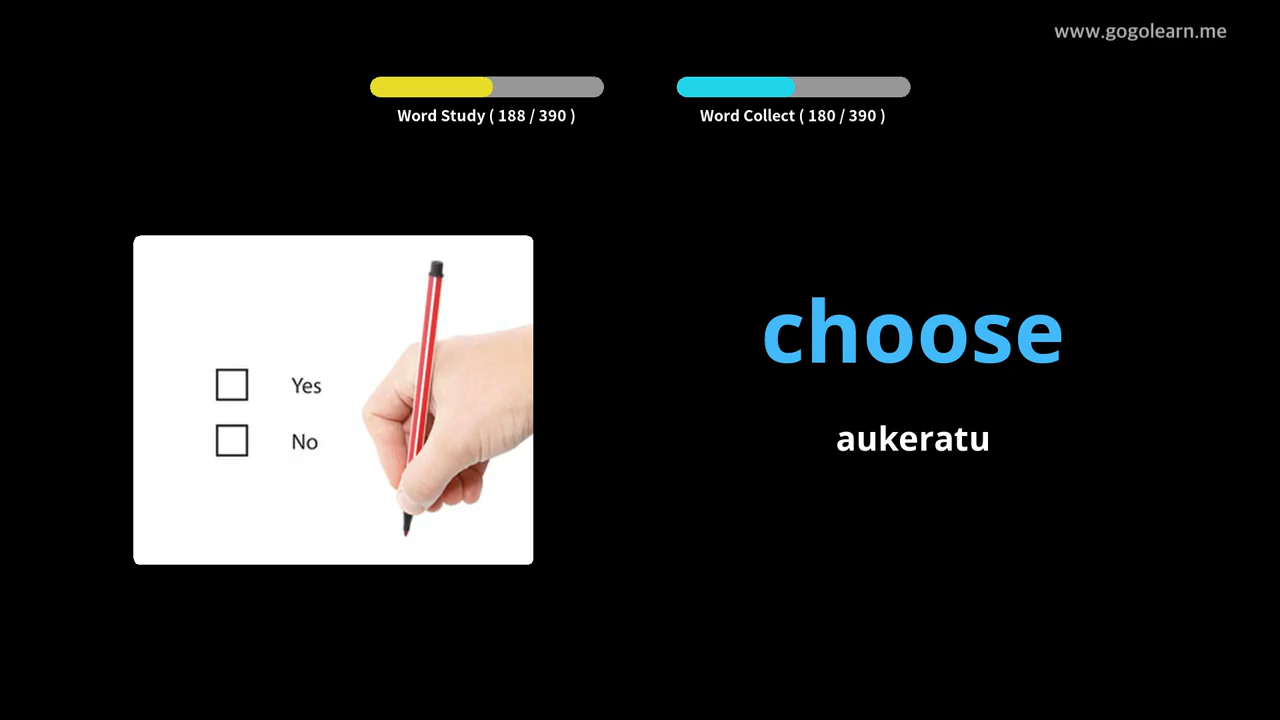 www.gogolearn.me
Word Study ( 188 / 390 )
Word Collect ( 180 / 390 )
Yes
No
choose
aukeratu